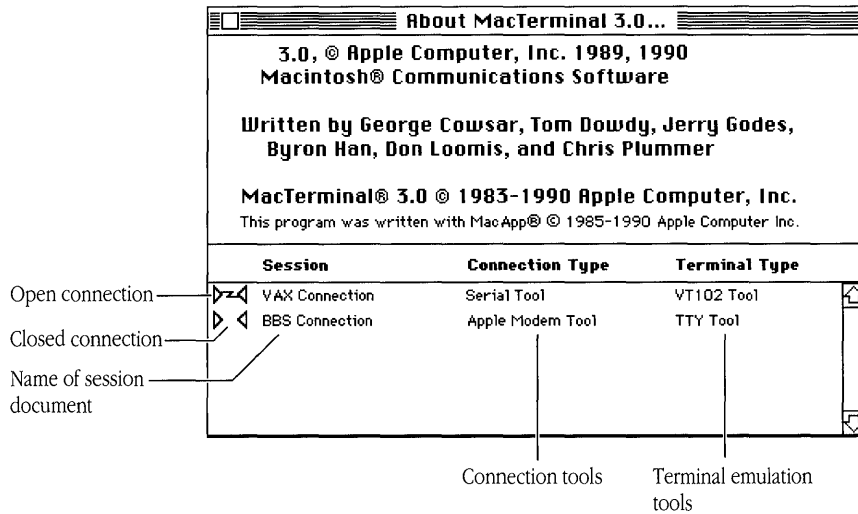 About MacTerminal 3.0...
3.0, © Apple Computer, Inc. 1989, 1990
Macintosh® Communications Software
Written by George Cowsar, Tom Dowdy, Jerry Godes,
Byron Han, Don Loomis, and Chris Plummer
MacTerminal® 3.0 © 1983-1990 Apple Computer, Inc.
This program was written with MacApp® © 1985-1990 Apple Computer Inc.
Session Connection Type Terminal Type
Open connection VAX Connection Serial Tool VT102 Tool
Closed connection BBS Connection Apple Modem Tool TTY Tool
Name of session
document
Connection tools Terminal emulation
tools